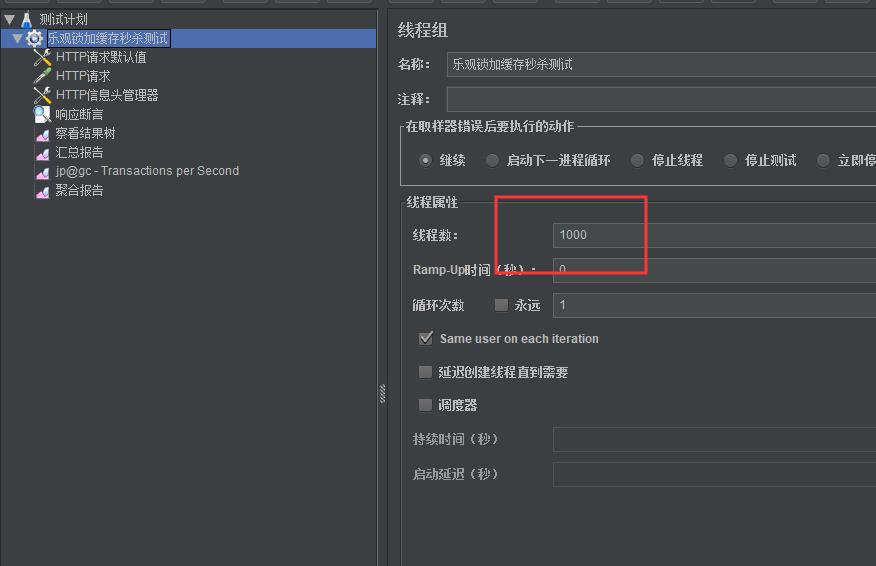 测试计划
乐观锁加缓存秒杀测试
HTTP请求默认值
HTTP请求
HTTP信息头管理器
响应断言
察看结果树
汇总报告
jp@gc - Transactions per Second
聚合报告
线程组
名称： 乐观锁加缓存秒杀测试
注释：
在取样器错误后要执行的动作
继续 启动下一进程循环 停止线程 停止测试 立即停
线程属性
线程数： 1000
Ramp-Up时间（秒）： 0
循环次数 永远 1
Same user on each iteration
延迟创建线程直到需要
调度器
持续时间（秒）
启动延迟（秒）